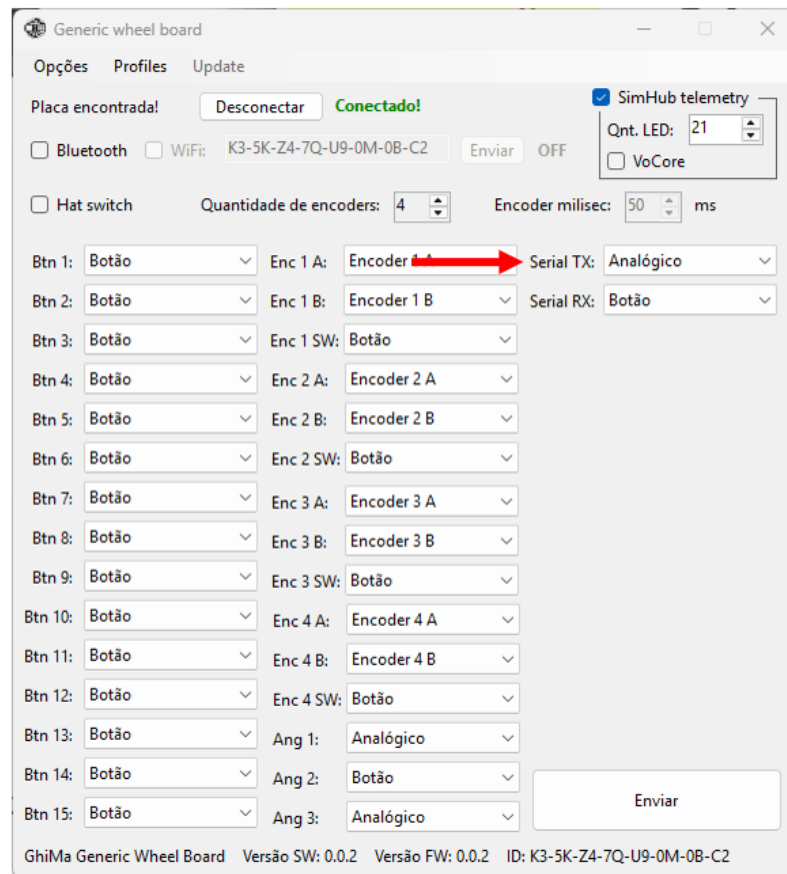 Generic wheel board
Opções Profiles Update
Placa encontrada! Desconectar Conectado! SimHub telemetry
Qnt. LED: 21
Bluetooth WiFi: K3-5K-Z4-7Q-U9-0M-0B-C2 Enviar OFF
VoCore
Hat switch Quantidade de encoders: 4 Encoder milisec: 50 ms
Btn 1: Botão Enc 1 A: Encoder 1 A Serial TX: Analógico
Btn 2: Botão Enc 1 B: Encoder 1 B Serial RX: Botão
Btn 3: Botão Enc 1 SW: Botão
Btn 4: Botão Enc 2 A: Encoder 2 A
Btn 5: Botão Enc 2 B: Encoder 2 B
Btn 6: Botão Enc 2 SW: Botão
Btn 7: Botão Enc 3 A: Encoder 3 A
Btn 8: Botão Enc 3 B: Encoder 3 B
Btn 9: Botão Enc 3 SW: Botão
Btn 10: Botão Enc 4 A: Encoder 4 A
Btn 11: Botão Enc 4 B: Encoder 4 B
Btn 12: Botão Enc 4 SW: Botão
Btn 13: Botão Ang 1: Analógico
Btn 14: Botão Ang 2: Botão
Btn 15: Botão Ang 3: Analógico
Enviar
GhiMa Generic Wheel Board Versão SW: 0.0.2 Versão FW: 0.0.2 ID: K3-5K-Z4-7Q-U9-0M-0B-C2